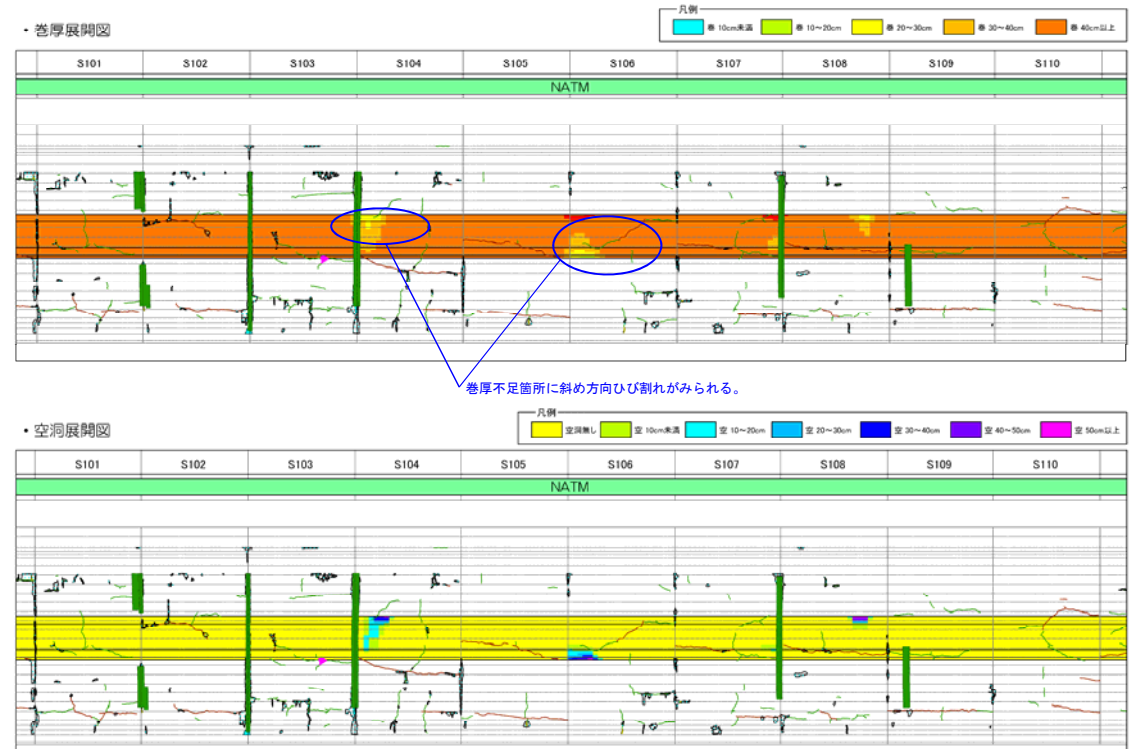 ・巻厚展開図
凡例
巻 10cm未満 巻 10～20cm 巻 20～30cm 巻 30～40cm 巻 40cm以上
S101 S102 S103 S104 S105 S106 S107 S108 S109 S110
NATM
巻厚不足箇所に斜め方向ひび割れがみられる。
・空洞展開図
凡例
空洞無し 空 10cm未満 空 10～20cm 空 20～30cm 空 30～40cm 空 40～50cm 空 50cm以上
S101 S102 S103 S104 S105 S106 S107 S108 S109 S110
NATM